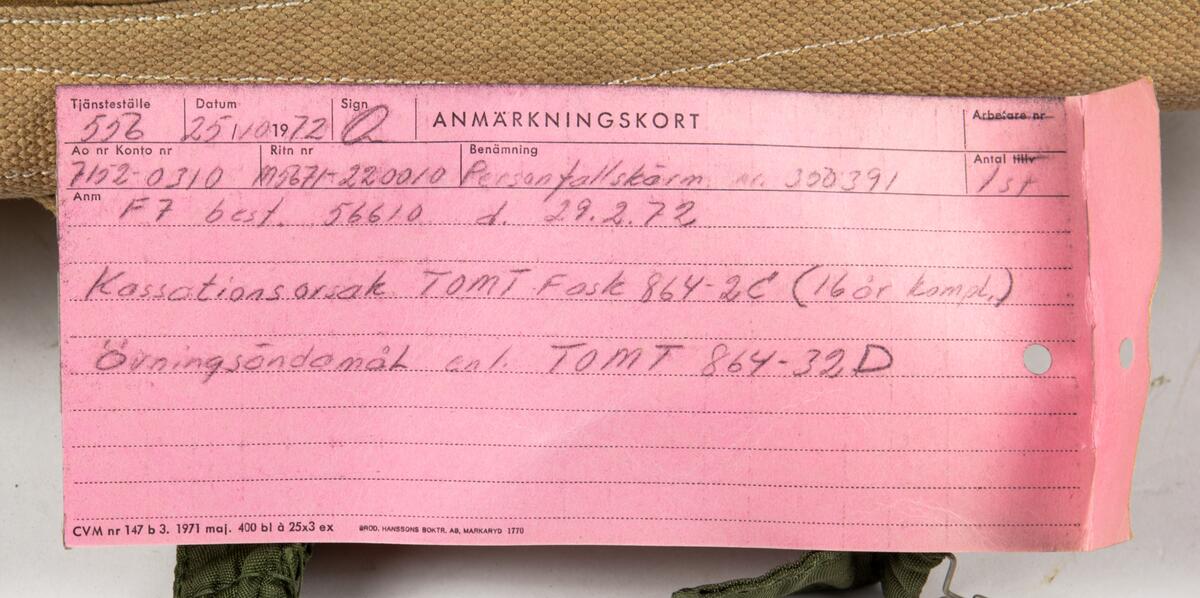 Tjänsteställe Datum Sign ANMÄRKNINGSKORT Arbetare nr
556 25/10 1972
Ao nr Konto nr Ritn nr Benämning Antal tillv
7152-0310 M5671-220010 Personfallskärm nr. 350391 1st
Anm F7 best. 56610 d. 29.2.72
Kassationsorsak TOMT Fask 864-2C (16 år kompl.)
Övningsändamål enl. TOMT 864-32D
CVM nr 147 b 3. 1971 maj. 400 bl à 25x3 ex BRÖD. HANSSONS BOKTR. AB, MARKARYD 1770